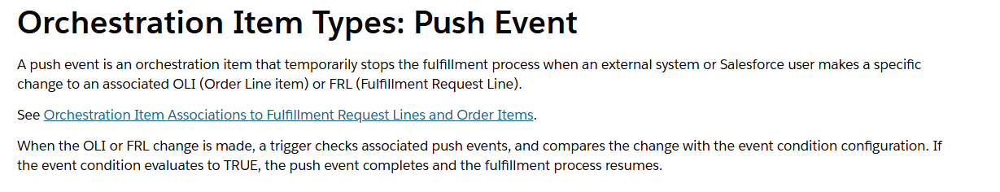 Orchestration Item Types: Push Event
A push event is an orchestration item that temporarily stops the fulfillment process when an external system or Salesforce user makes a specific
change to an associated OLI (Order Line item) or FRL (Fulfillment Request Line).
See Orchestration Item Associations to Fulfillment Request Lines and Order Items.
When the OLI or FRL change is made, a trigger checks associated push events, and compares the change with the event condition configuration. If
the event condition evaluates to TRUE, the push event completes and the fulfillment process resumes.